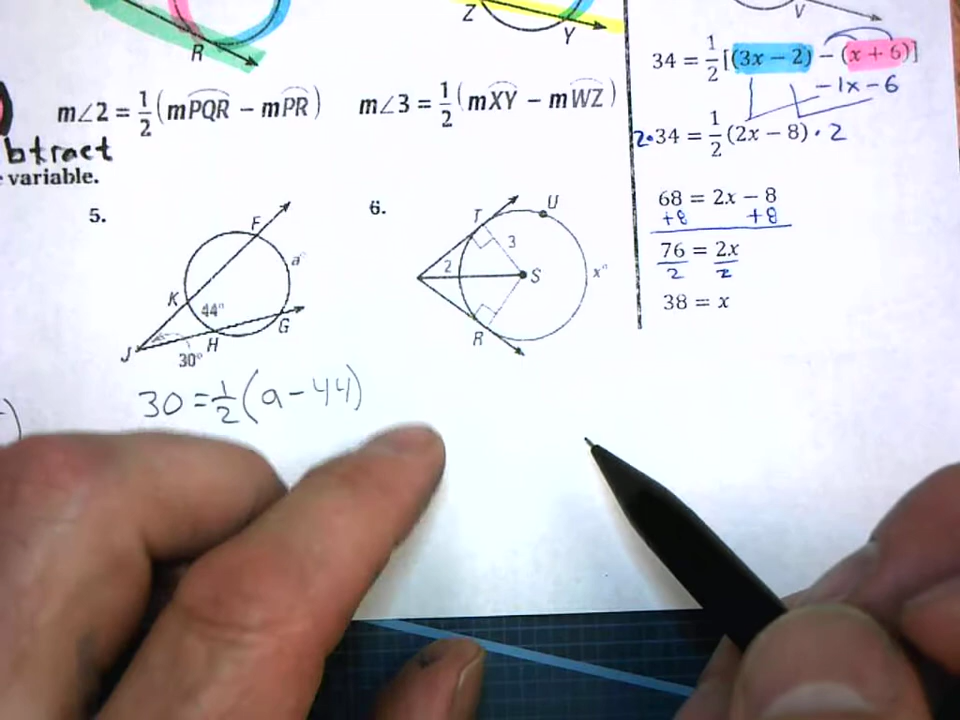 R
Z
Y
V
m∠2 = 1/2 (mPQR − mPR)
m∠3 = 1/2 (mXY − mWZ)
btract
variable.
5.
F
a°
K
44°
G
J
H
30°
30 = 1/2 (a − 44)
6.
T
U
3
2
S
x°
R
34 = 1/2 [(3x − 2) − (x + 6)]
−1x − 6
2•34 = 1/2 (2x − 8) • 2
68 = 2x − 8
+8 +8
76 = 2x
2 2
38 = x